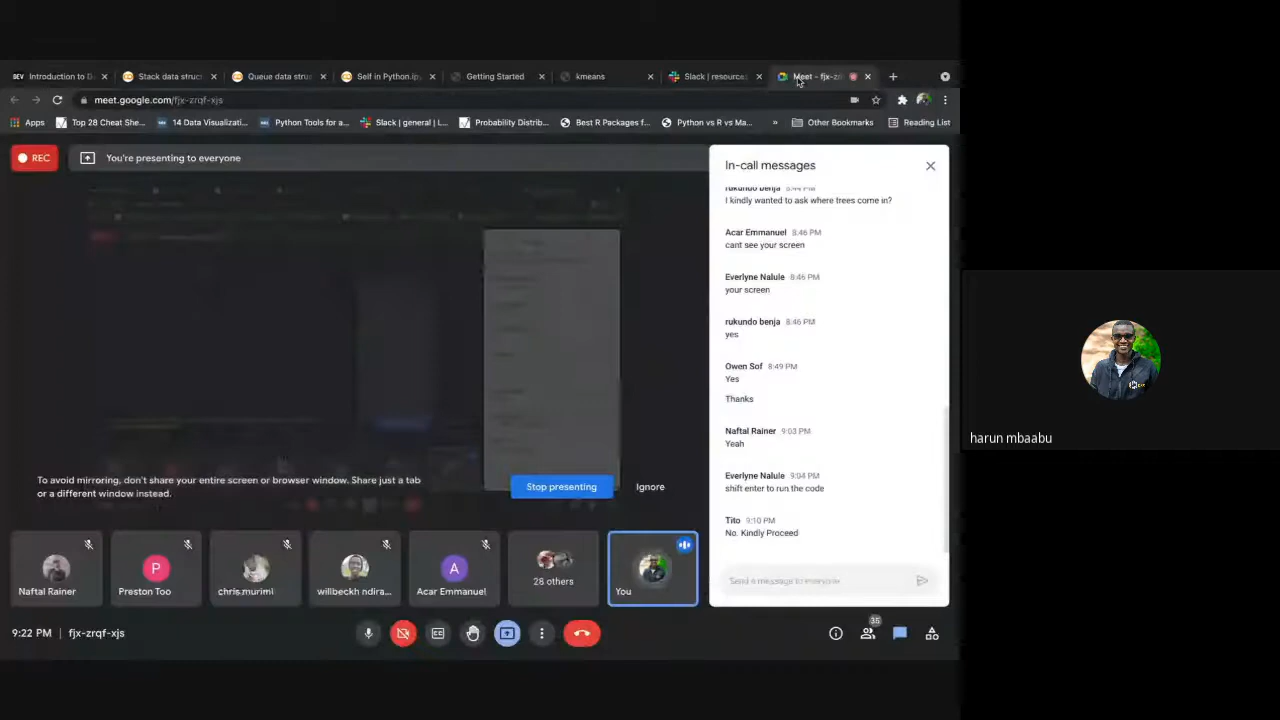 DEV Introduction to D
Stack data struc
Queue data stru
Self in Python.ip
Getting Started
kmeans
Slack | resource
Meet - fjx-zr
meet.google.com/fjx-zrqf-xjs
Apps
Top 28 Cheat She...
14 Data Visualizati...
Python Tools for a...
Slack | general | L...
Probability Distrib...
Best R Packages f...
Python vs R vs Ma...
»
Other Bookmarks
Reading List
REC
You're presenting to everyone
In-call messages
rukundo benja 8:44 PM
I kindly wanted to ask where trees come in?
Acar Emmanuel 8:46 PM
cant see your screen
Everlyne Nalule 8:46 PM
your screen
rukundo benja 8:46 PM
yes
Owen Sof 8:49 PM
Yes
Thanks
Naftal Rainer 9:03 PM
Yeah
Everlyne Nalule 9:04 PM
shift enter to run the code
Tito 9:10 PM
No. Kindly Proceed
Send a message to everyone
To avoid mirroring, don't share your entire screen or browser window. Share just a tab
or a different window instead.
Stop presenting
Ignore
Naftal Rainer
P
Preston Too
chris.murimi
willbeckh ndira...
A
Acar Emmanuel
28 others
You
9:22 PM | fjx-zrqf-xjs
35
harun mbaabu